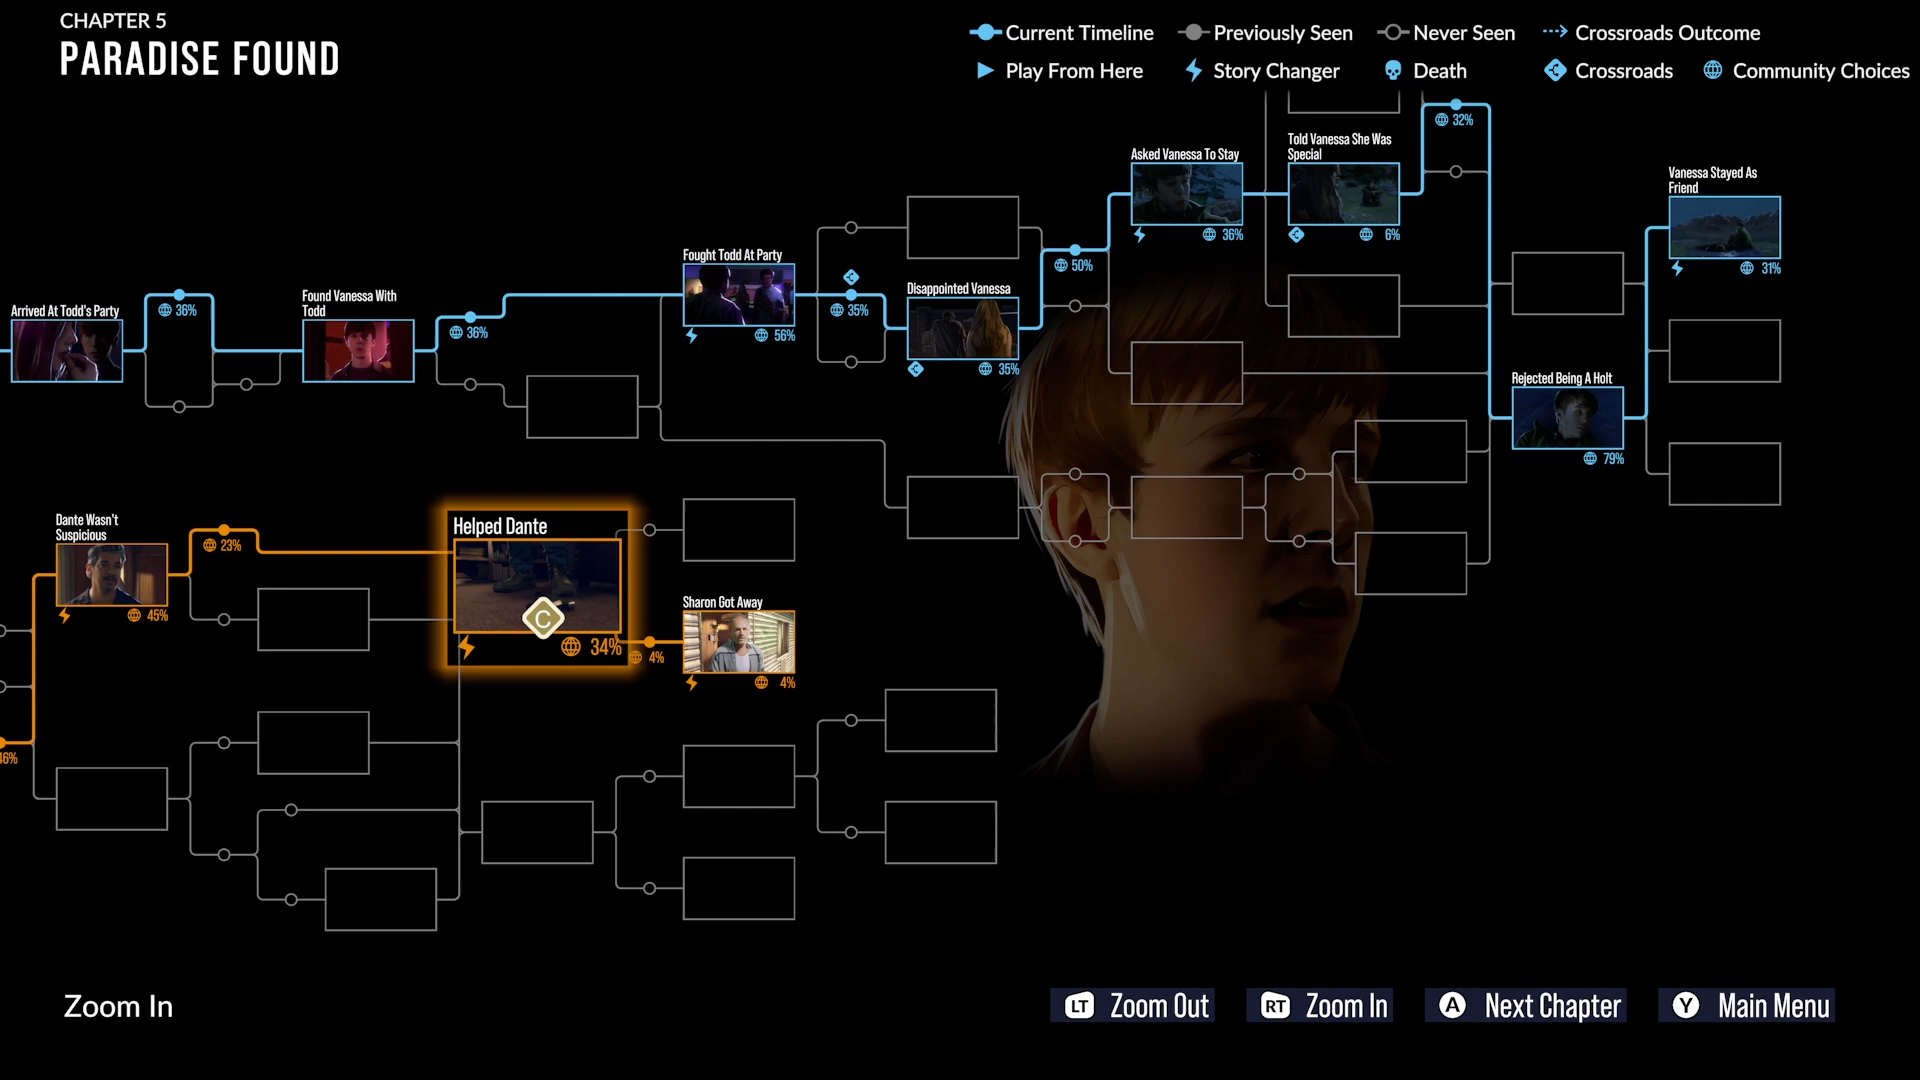 CHAPTER 5
PARADISE FOUND
Current Timeline
Previously Seen
Never Seen
Crossroads Outcome
Play From Here
Story Changer
Death
Crossroads
Community Choices
32%
Told Vanessa She Was
Special
6%
Asked Vanessa To Stay
36%
Vanessa Stayed As
Friend
31%
Fought Todd At Party
56%
50%
Disappointed Vanessa
35%
35%
Arrived At Todd's Party
36%
Found Vanessa With
Todd
36%
Rejected Being A Holt
79%
Dante Wasn't
Suspicious
45%
23%
Helped Dante
C
34%
4%
Sharon Got Away
4%
46%
Zoom In
LT Zoom Out
RT Zoom In
A Next Chapter
Y Main Menu